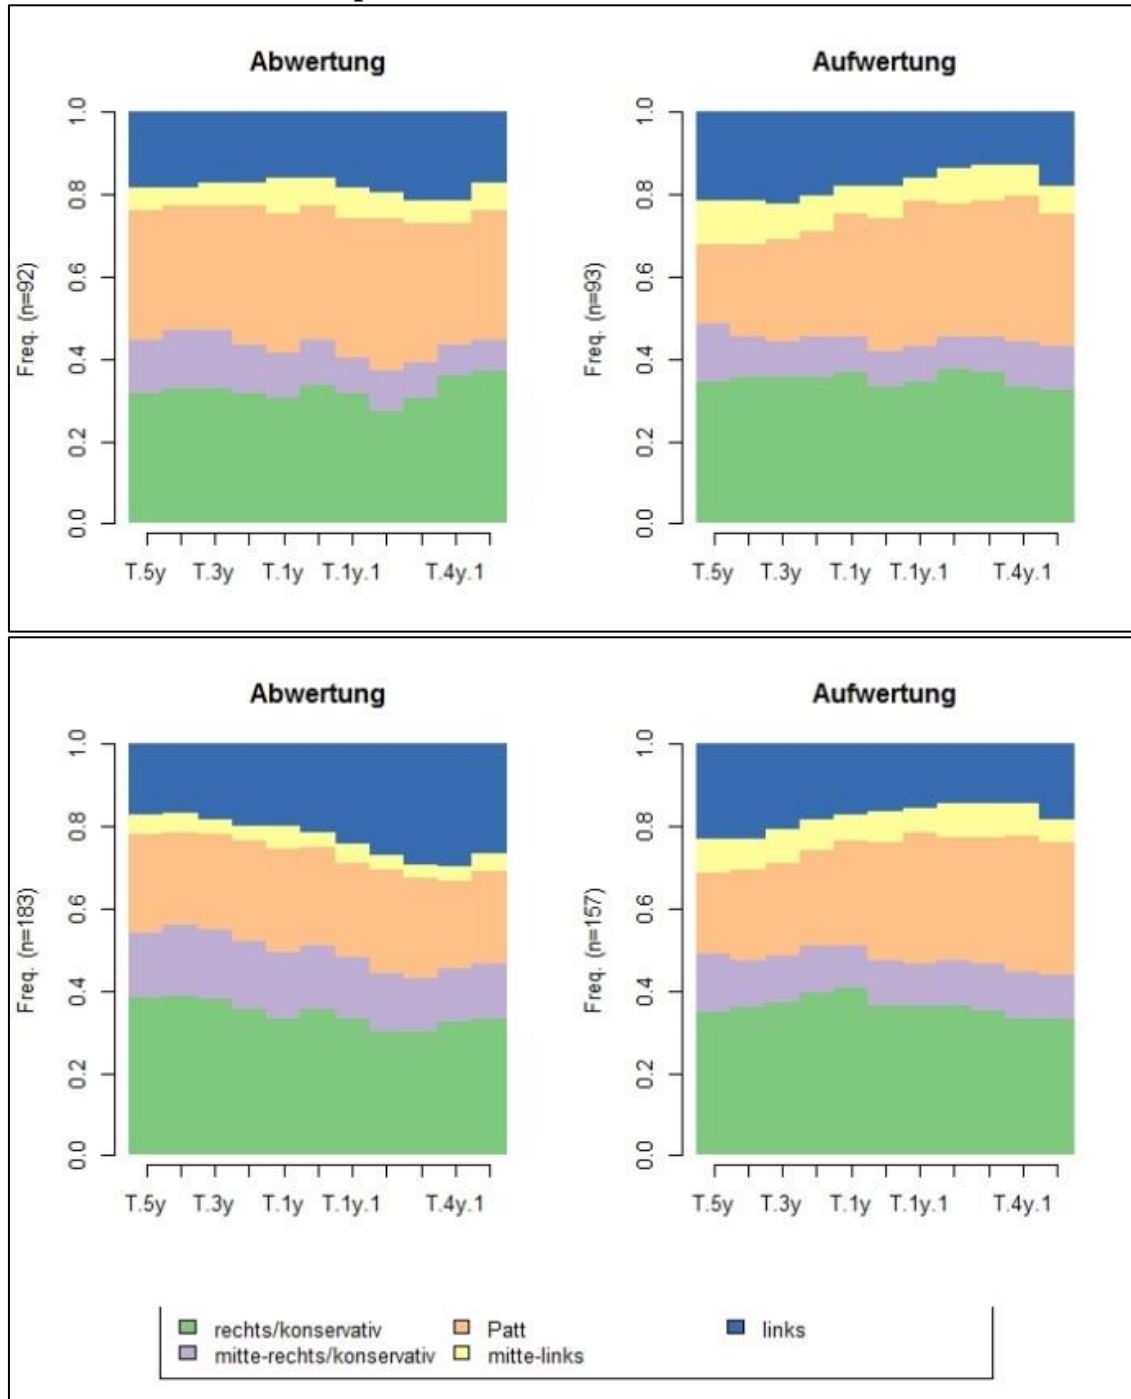 Abwertung
Aufwertung
Freq. (n=92)
0.0 0.2 0.4 0.6 0.8 1.0
T.5y T.3y T.1y T.1y.1 T.4y.1
Freq. (n=93)
0.0 0.2 0.4 0.6 0.8 1.0
T.5y T.3y T.1y T.1y.1 T.4y.1
Abwertung
Aufwertung
Freq. (n=183)
0.0 0.2 0.4 0.6 0.8 1.0
T.5y T.3y T.1y T.1y.1 T.4y.1
Freq. (n=157)
0.0 0.2 0.4 0.6 0.8 1.0
T.5y T.3y T.1y T.1y.1 T.4y.1
rechts/konservativ
mitte-rechts/konservativ
Patt
mitte-links
links